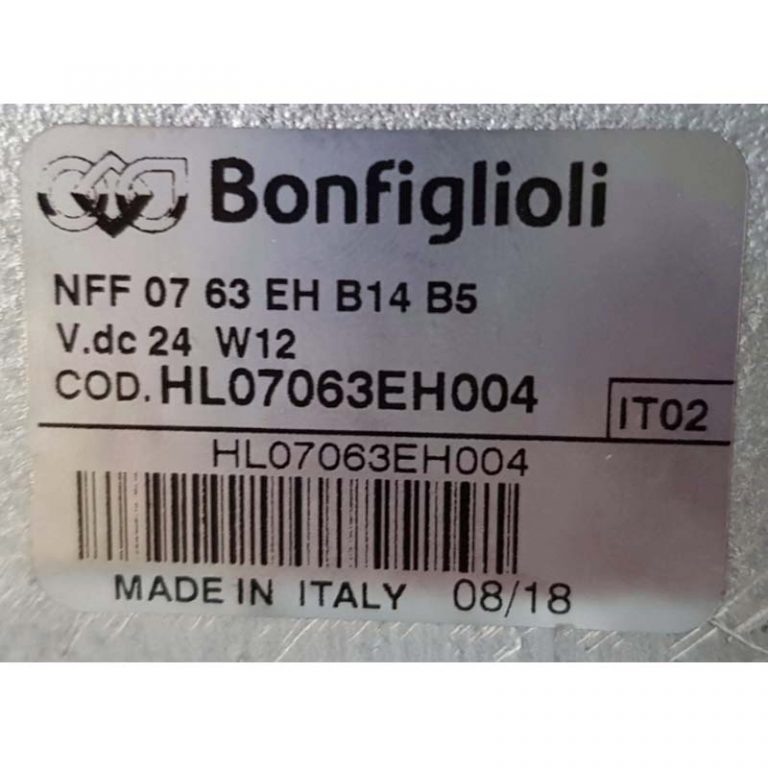 Bonfiglioli
NFF 07 63 EH B14 B5
V.dc 24 W12
COD. HL07063EH004
IT02
HL07063EH004
MADE IN ITALY 08/18